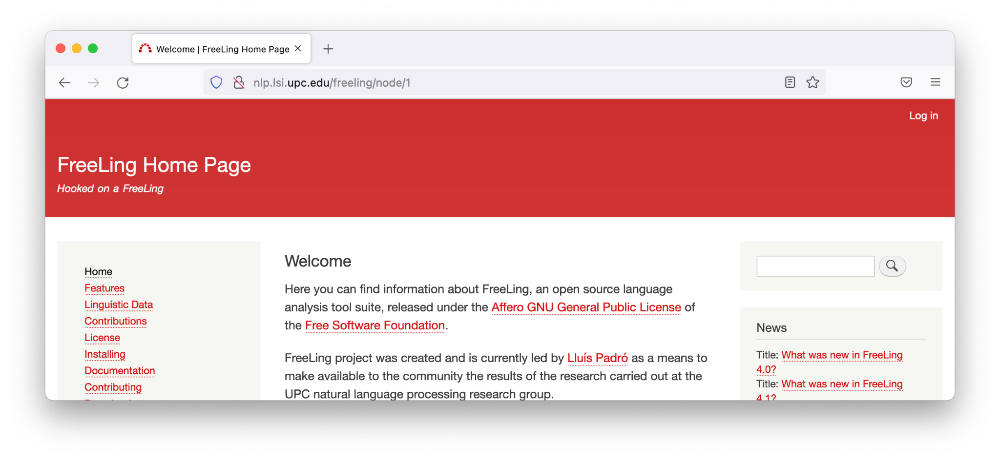 Welcome | FreeLing Home Page
nlp.lsi.upc.edu/freeling/node/1
Log in
FreeLing Home Page
Hooked on a FreeLing
Home
Features
Linguistic Data
Contributions
License
Installing
Documentation
Contributing
Welcome
Here you can find information about FreeLing, an open source language
analysis tool suite, released under the Affero GNU General Public License of
the Free Software Foundation.
FreeLing project was created and is currently led by Lluís Padró as a means to
make available to the community the results of the research carried out at the
UPC natural language processing research group.
News
Title: What was new in FreeLing
4.0?
Title: What was new in FreeLing
4.1?